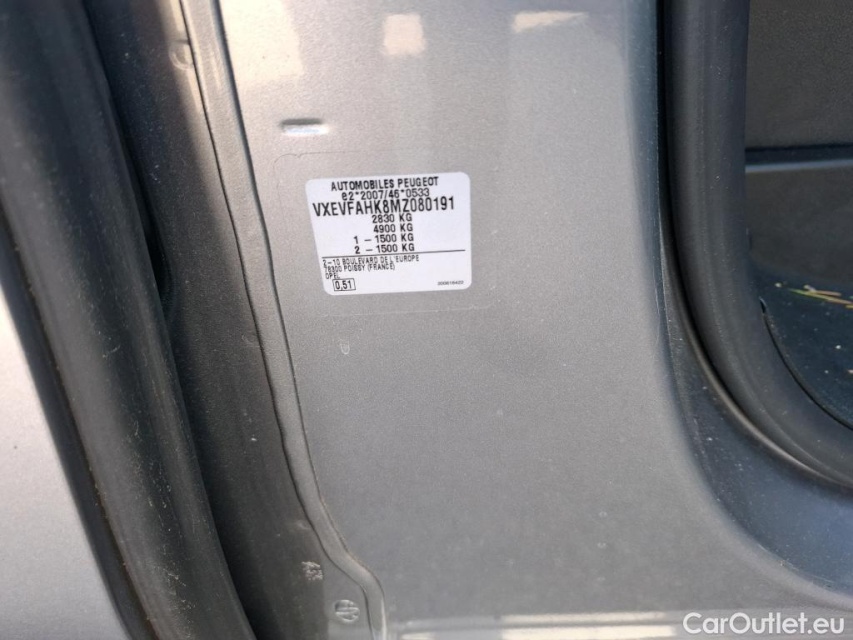 AUTOMOBILES PEUGEOT
e2*2007/46*0533
VXEVFAHK8MZ080191
2830 KG
4900 KG
1 - 1500 KG
2 - 1500 KG
2-10 BOULEVARD DE L'EUROPE
78300 POISSY (FRANCE)
OPEL
0,51
CarOutlet.eu